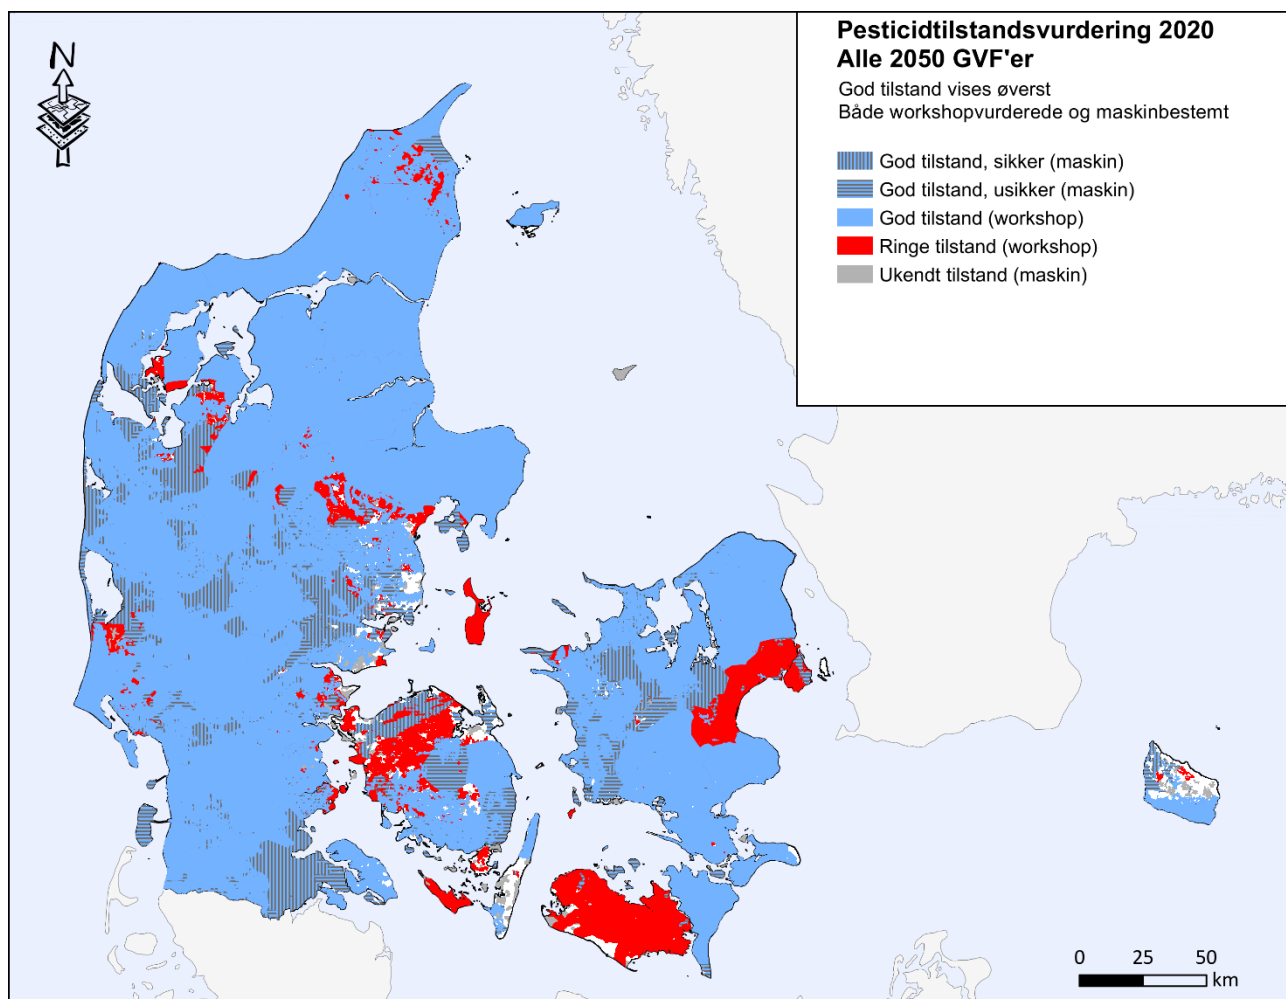 Pesticidtilstandsvurdering 2020
Alle 2050 GVF'er
God tilstand vises øverst
Både workshopvurderede og maskinbestemt
God tilstand, sikker (maskin)
God tilstand, usikker (maskin)
God tilstand (workshop)
Ringe tilstand (workshop)
Ukendt tilstand (maskin)
N
0 25 50
km